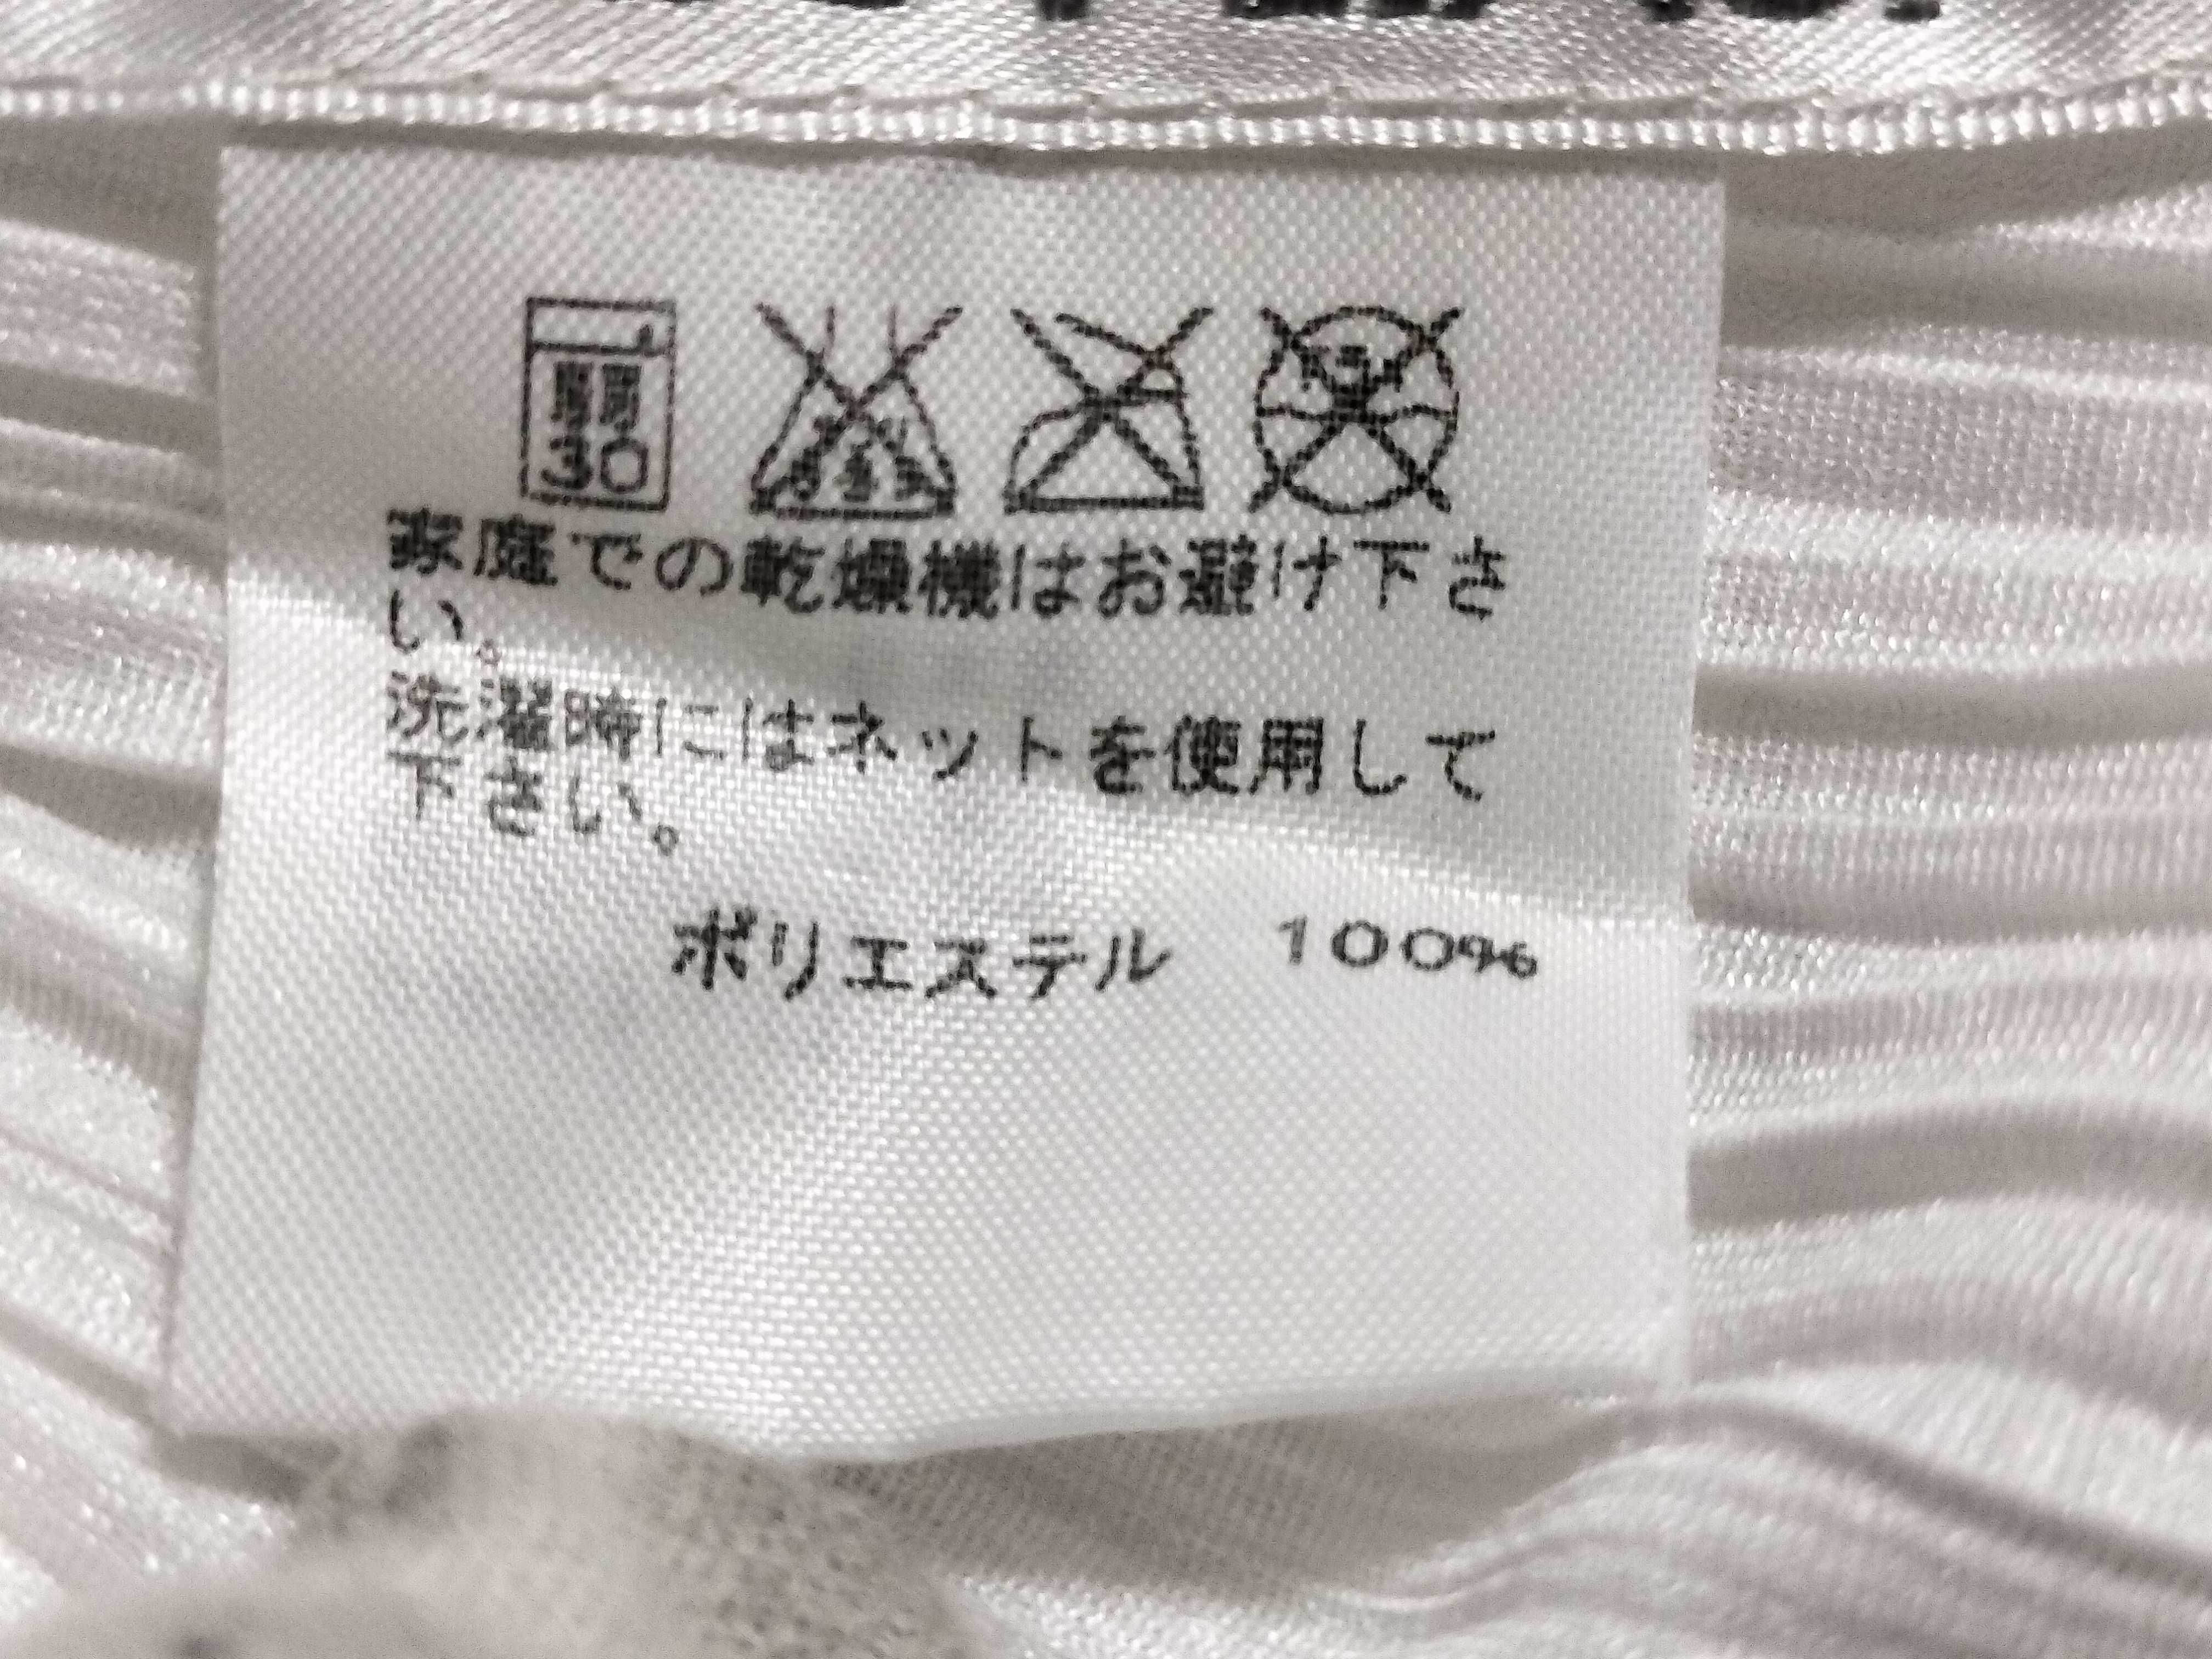 弱
30
家庭での乾燥機はお避け下さ
い。
洗濯時にはネットを使用して
下さい。
ポリエステル 100%